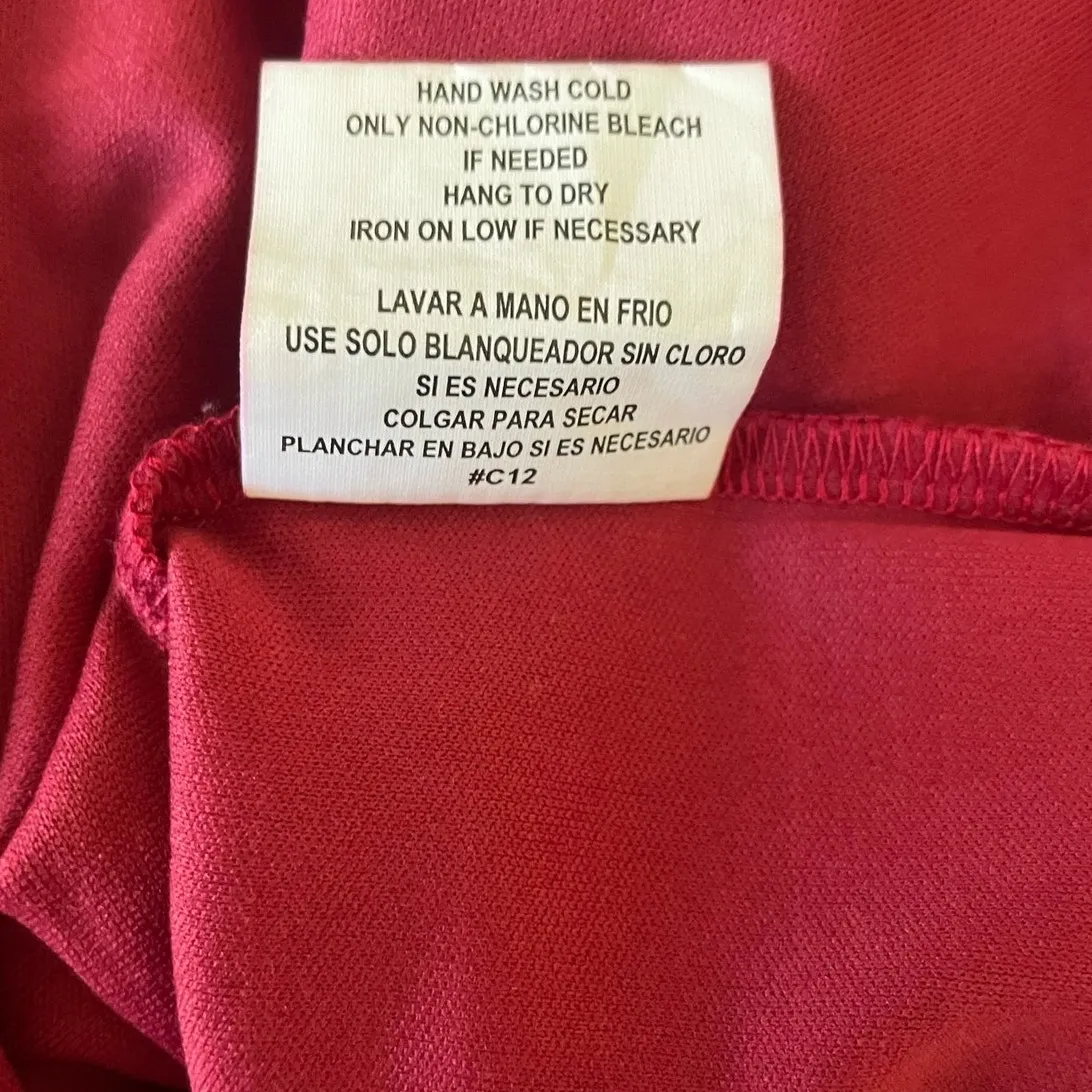 HAND WASH COLD
ONLY NON-CHLORINE BLEACH
IF NEEDED
HANG TO DRY
IRON ON LOW IF NECESSARY
LAVAR A MANO EN FRIO
USE SOLO BLANQUEADOR SIN CLORO
SI ES NECESARIO
COLGAR PARA SECAR
PLANCHAR EN BAJO SI ES NECESARIO
#C12